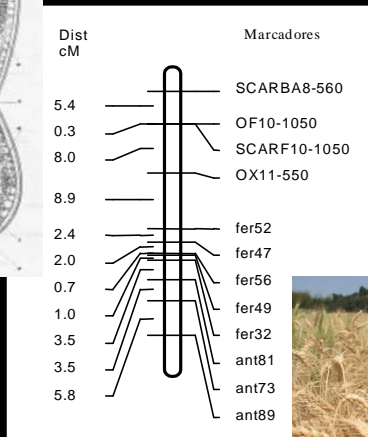 Dist
cM
Marcadores
5.4
0.3
8.0
8.9
2.4
2.0
0.7
1.0
3.5
3.5
5.8
SCARBA8-560
OF10-1050
SCARF10-1050
OX11-550
fer52
fer47
fer56
fer49
fer32
ant81
ant73
ant89